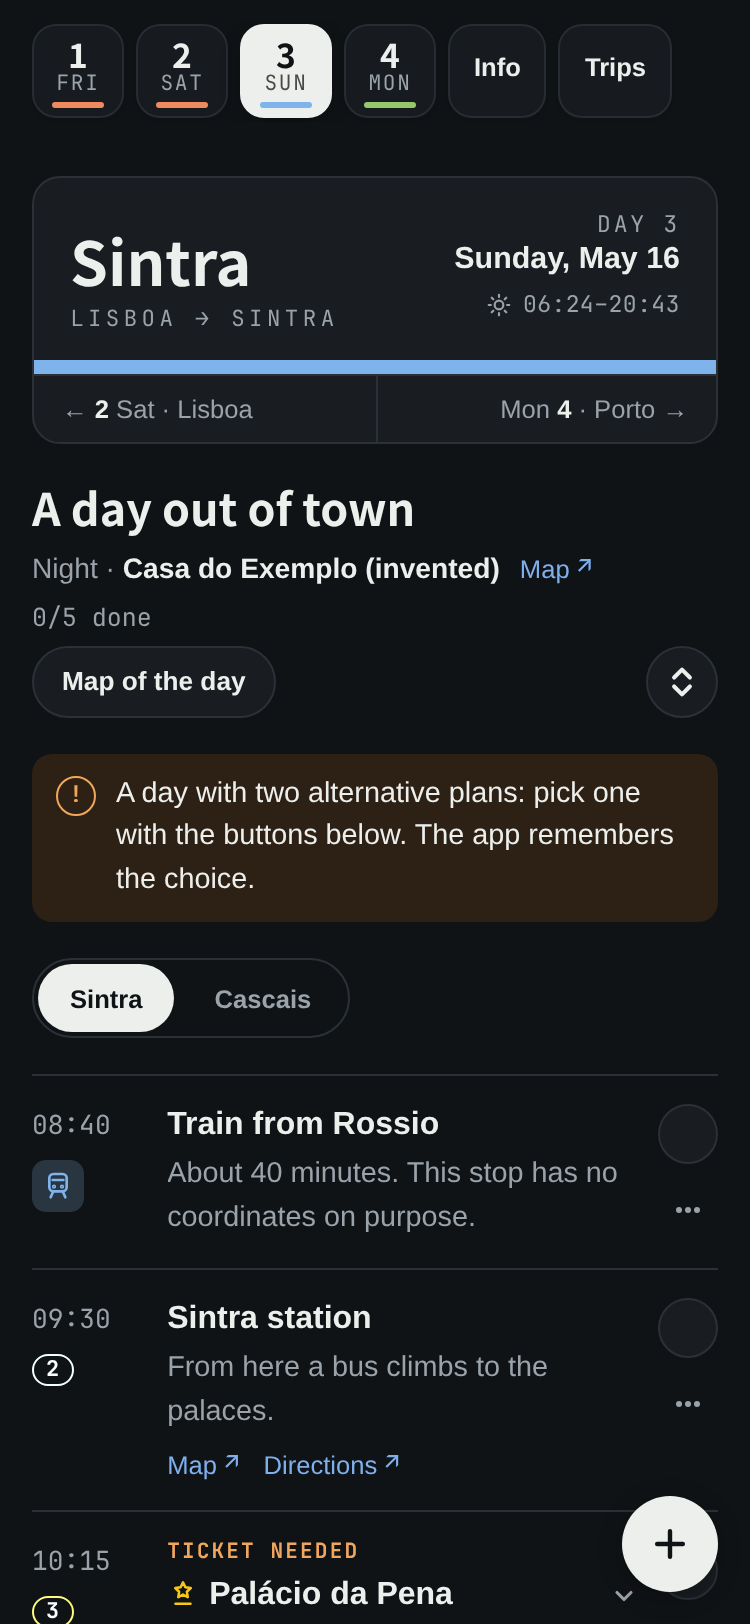 1
FRI
2
SAT
3
SUN
4
MON
Info
Trips
Sintra
LISBOA → SINTRA
DAY 3
Sunday, May 16
06:24–20:43
← 2 Sat · Lisboa
Mon 4 · Porto →
A day out of town
Night · Casa do Exemplo (invented) Map ↗
0/5 done
Map of the day
! A day with two alternative plans: pick one
with the buttons below. The app remembers
the choice.
Sintra
Cascais
08:40
Train from Rossio
About 40 minutes. This stop has no
coordinates on purpose.
09:30
2
Sintra station
From here a bus climbs to the
palaces.
Map ↗ Directions ↗
10:15
3
TICKET NEEDED
Palácio da Pena